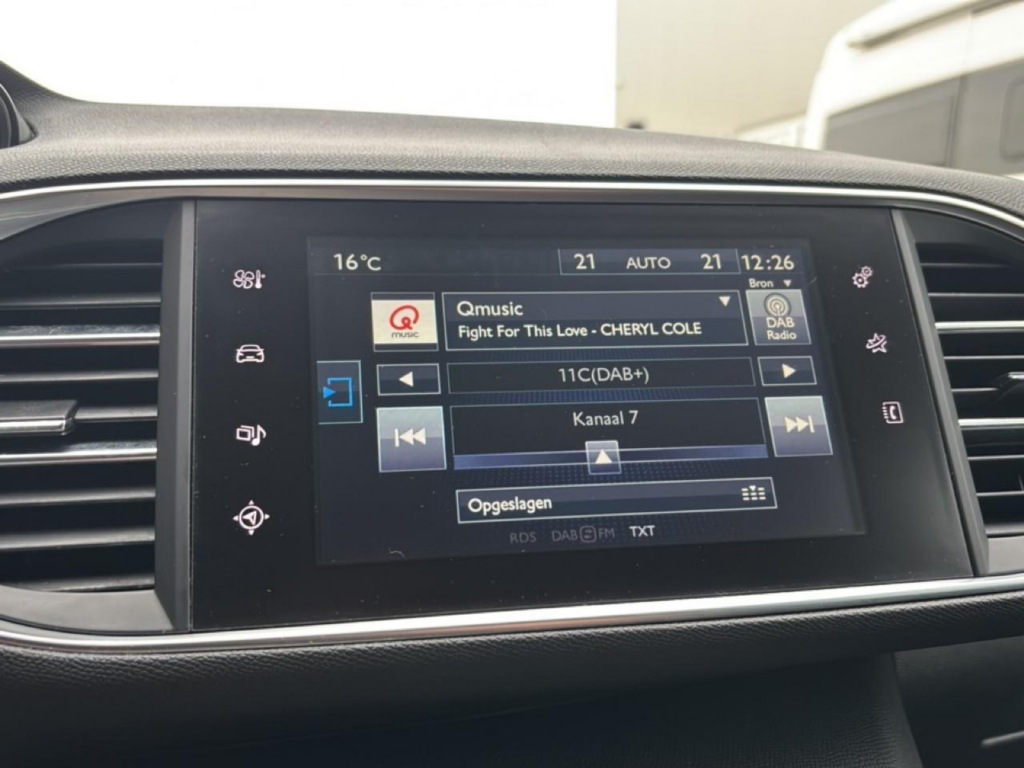 16°C
21 AUTO 21 12:26
Bron
Q
music
Qmusic
Fight For This Love - CHERYL COLE
DAB
Radio
11C(DAB+)
Kanaal 7
Opgeslagen
RDS DAB FM TXT